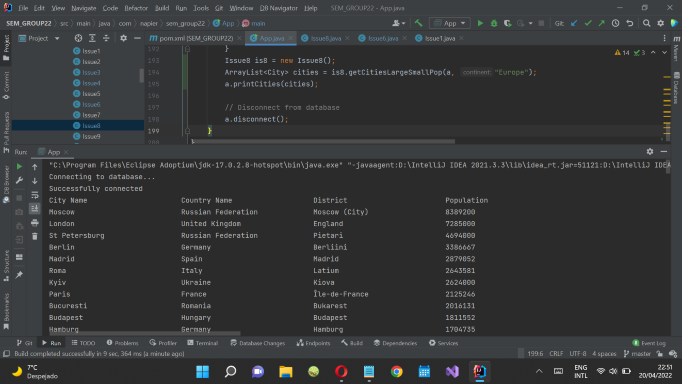 File Edit View Navigate Code Refactor Build Run Tools Git Window Help SEM_GROUP22 - App.java
SEM_GROUP22 src main java com napier sem_group22 App main
App Git:
Project
pom.xml (SEM_GROUP22) App.java Issue8.java Issue6.java Issue1.java
Issue1
Issue2
Issue3
Issue4
Issue5
Issue6
Issue7
Issue8
Issue9
192 }
193 Issue8 is8 = new Issue8();
194 ArrayList<City> cities = is8.getCitiesLargeSmallPop(a, continent: "Europe");
195 a.printCities(cities);
196
197 // Disconnect from database
198 a.disconnect();
199 }
14 3
Project
Commit
Pull Requests
DB Browser
Structure
Bookmarks
Maven
Database
Run: App
"C:\Program Files\Eclipse Adoptium\jdk-17.0.2.8-hotspot\bin\java.exe" "-javaagent:D:\IntelliJ IDEA 2021.3.3\lib\idea_rt.jar=51121:D:\IntelliJ IDEA
Connecting to database...
Successfully connected
City Name Country Name District Population
Moscow Russian Federation Moscow (City) 8389200
London United Kingdom England 7285000
St Petersburg Russian Federation Pietari 4694000
Berlin Germany Berliini 3386667
Madrid Spain Madrid 2879052
Roma Italy Latium 2643581
Kyiv Ukraine Kiova 2624000
Paris France Île-de-France 2125246
Bucuresti Romania Bukarest 2016131
Budapest Hungary Budapest 1811552
Hamburg Germany Hamburg 1704735
Git Run TODO Problems Profiler Terminal Database Changes Endpoints Build Dependencies Services Event Log
Build completed successfully in 9 sec, 364 ms (a minute ago) 199:6 CRLF UTF-8 4 spaces master
7°C
Despejado
ENG
INTL
22:51
20/04/2022